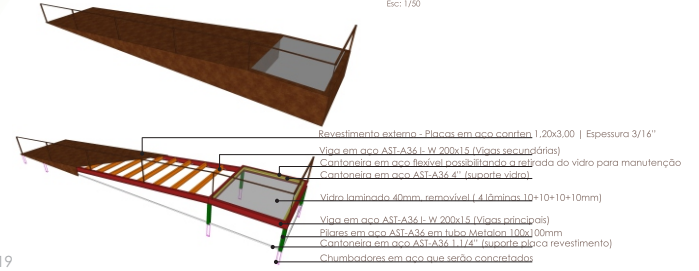 Esc: 1/50
Revestimento externo - Placas em aço conrten 1,20x3,00 | Espessura 3/16"
Viga em aço AST-A36 I- W 200x15 (Vigas secundárias)
Cantoneira em aço flexível possibilitando a retirada do vidro para manutenção
Cantoneira em aço AST-A36 4" (suporte vidro)
Vidro laminado 40mm, removível ( 4 lâminas 10+10+10+10mm)
Viga em aço AST-A36 I- W 200x15 (Vigas principais)
Pilares em aço AST-A36 em tubo Metalon 100x100mm
Cantoneira em aço AST-A36 1.1/4" (suporte placa revestimento)
Chumbadores em aço que serão concretados
19